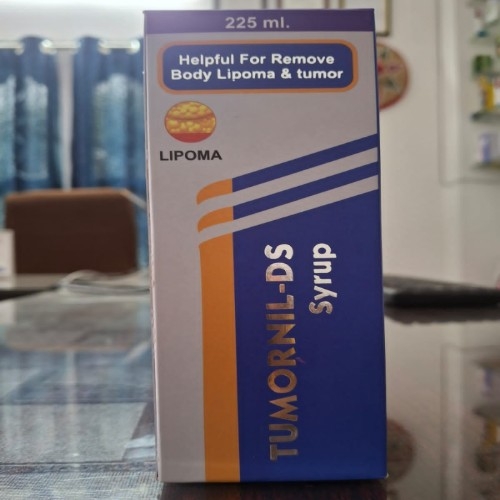 225 ml.
Helpful For Remove
Body Lipoma & tumor
LIPOMA
TUMORNIL-DS
Syrup